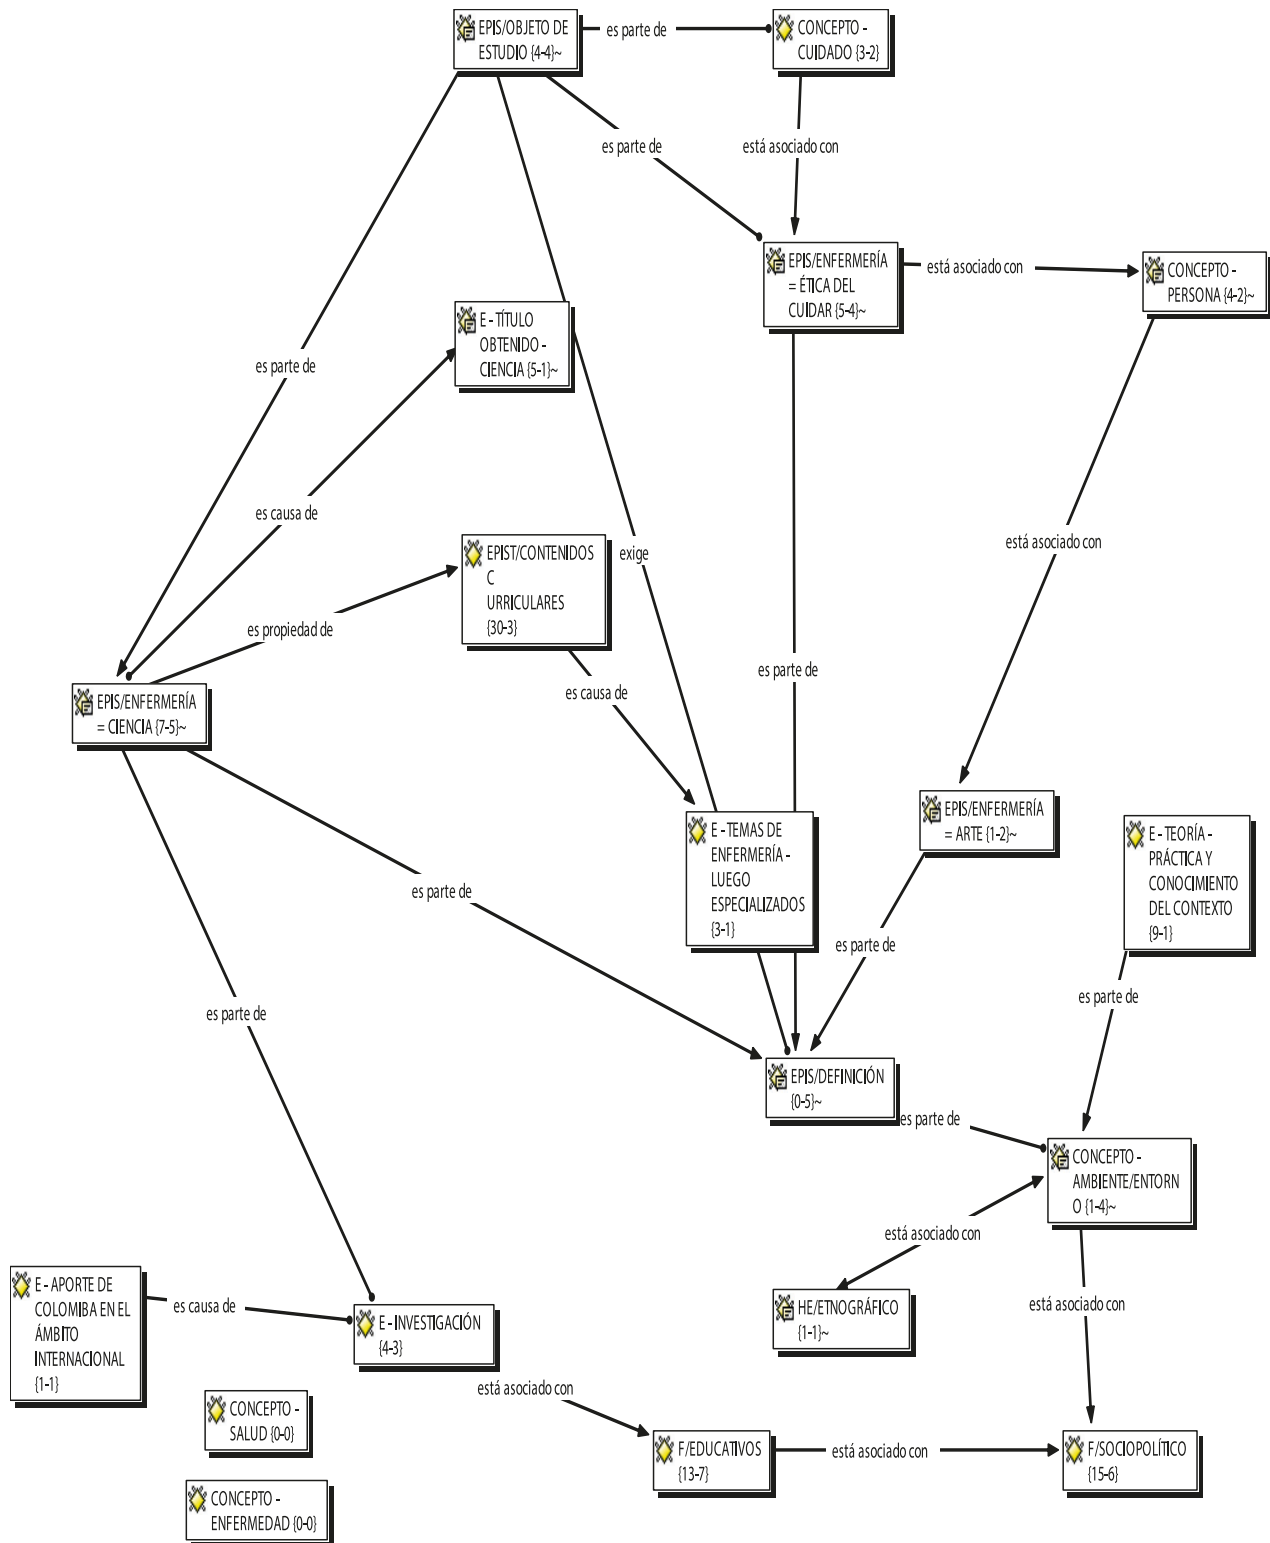 EPIS/OBJETO DE
ESTUDIO {4-4}~
es parte de
CONCEPTO -
CUIDADO {3-2}
es parte de
está asociado con
EPIS/ENFERMERÍA
= ÉTICA DEL
CUIDAR {5-4}~
está asociado con
CONCEPTO -
PERSONA {4-2}~
E - TÍTULO
OBTENIDO -
CIENCIA {5-1}~
es parte de
es causa de
EPIST/CONTENIDOS
C
URRICULARES
{30-3}
exige
está asociado con
es propiedad de
es parte de
es causa de
EPIS/ENFERMERÍA
= CIENCIA {7-5}~
E - TEMAS DE
ENFERMERÍA -
LUEGO
ESPECIALIZADOS
{3-1}
EPIS/ENFERMERÍA
= ARTE {1-2}~
E - TEORÍA -
PRÁCTICA Y
CONOCIMIENTO
DEL CONTEXTO
{9-1}
es parte de
es parte de
es parte de
es parte de
EPIS/DEFINICIÓN
{0-5}~
es parte de
CONCEPTO -
AMBIENTE/ENTORN
O {1-4}~
está asociado con
E - APORTE DE
COLOMIBA EN EL
ÁMBITO
INTERNACIONAL
{1-1}
es causa de
E - INVESTIGACIÓN
{4-3}
HE/ETNOGRÁFICO
{1-1}~
está asociado con
CONCEPTO -
SALUD {0-0}
está asociado con
F/EDUCATIVOS
{13-7}
está asociado con
F/SOCIOPOLÍTICO
{15-6}
CONCEPTO -
ENFERMEDAD {0-0}